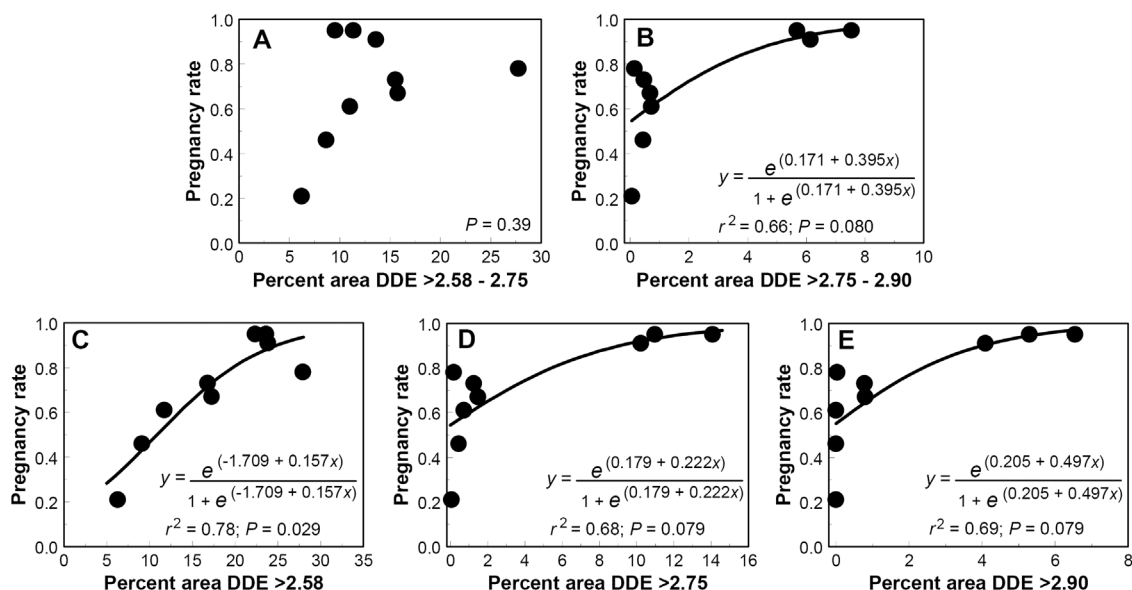 A
Pregnancy rate
1.0
0.8
0.6
0.4
0.2
0.0
P = 0.39
0 5 10 15 20 25 30
Percent area DDE >2.58 - 2.75
B
Pregnancy rate
1.0
0.8
0.6
0.4
0.2
0.0
y = e^(0.171 + 0.395x) / 1 + e^(0.171 + 0.395x)
r² = 0.66; P = 0.080
0 2 4 6 8 10
Percent area DDE >2.75 - 2.90
C
Pregnancy rate
1.0
0.8
0.6
0.4
0.2
0.0
y = e^(-1.709 + 0.157x) / 1 + e^(-1.709 + 0.157x)
r² = 0.78; P = 0.029
0 5 10 15 20 25 30 35
Percent area DDE >2.58
D
Pregnancy rate
1.0
0.8
0.6
0.4
0.2
0.0
y = e^(0.179 + 0.222x) / 1 + e^(0.179 + 0.222x)
r² = 0.68; P = 0.079
0 2 4 6 8 10 12 14 16
Percent area DDE >2.75
E
Pregnancy rate
1.0
0.8
0.6
0.4
0.2
0.0
y = e^(0.205 + 0.497x) / 1 + e^(0.205 + 0.497x)
r² = 0.69; P = 0.079
0 2 4 6 8
Percent area DDE >2.90